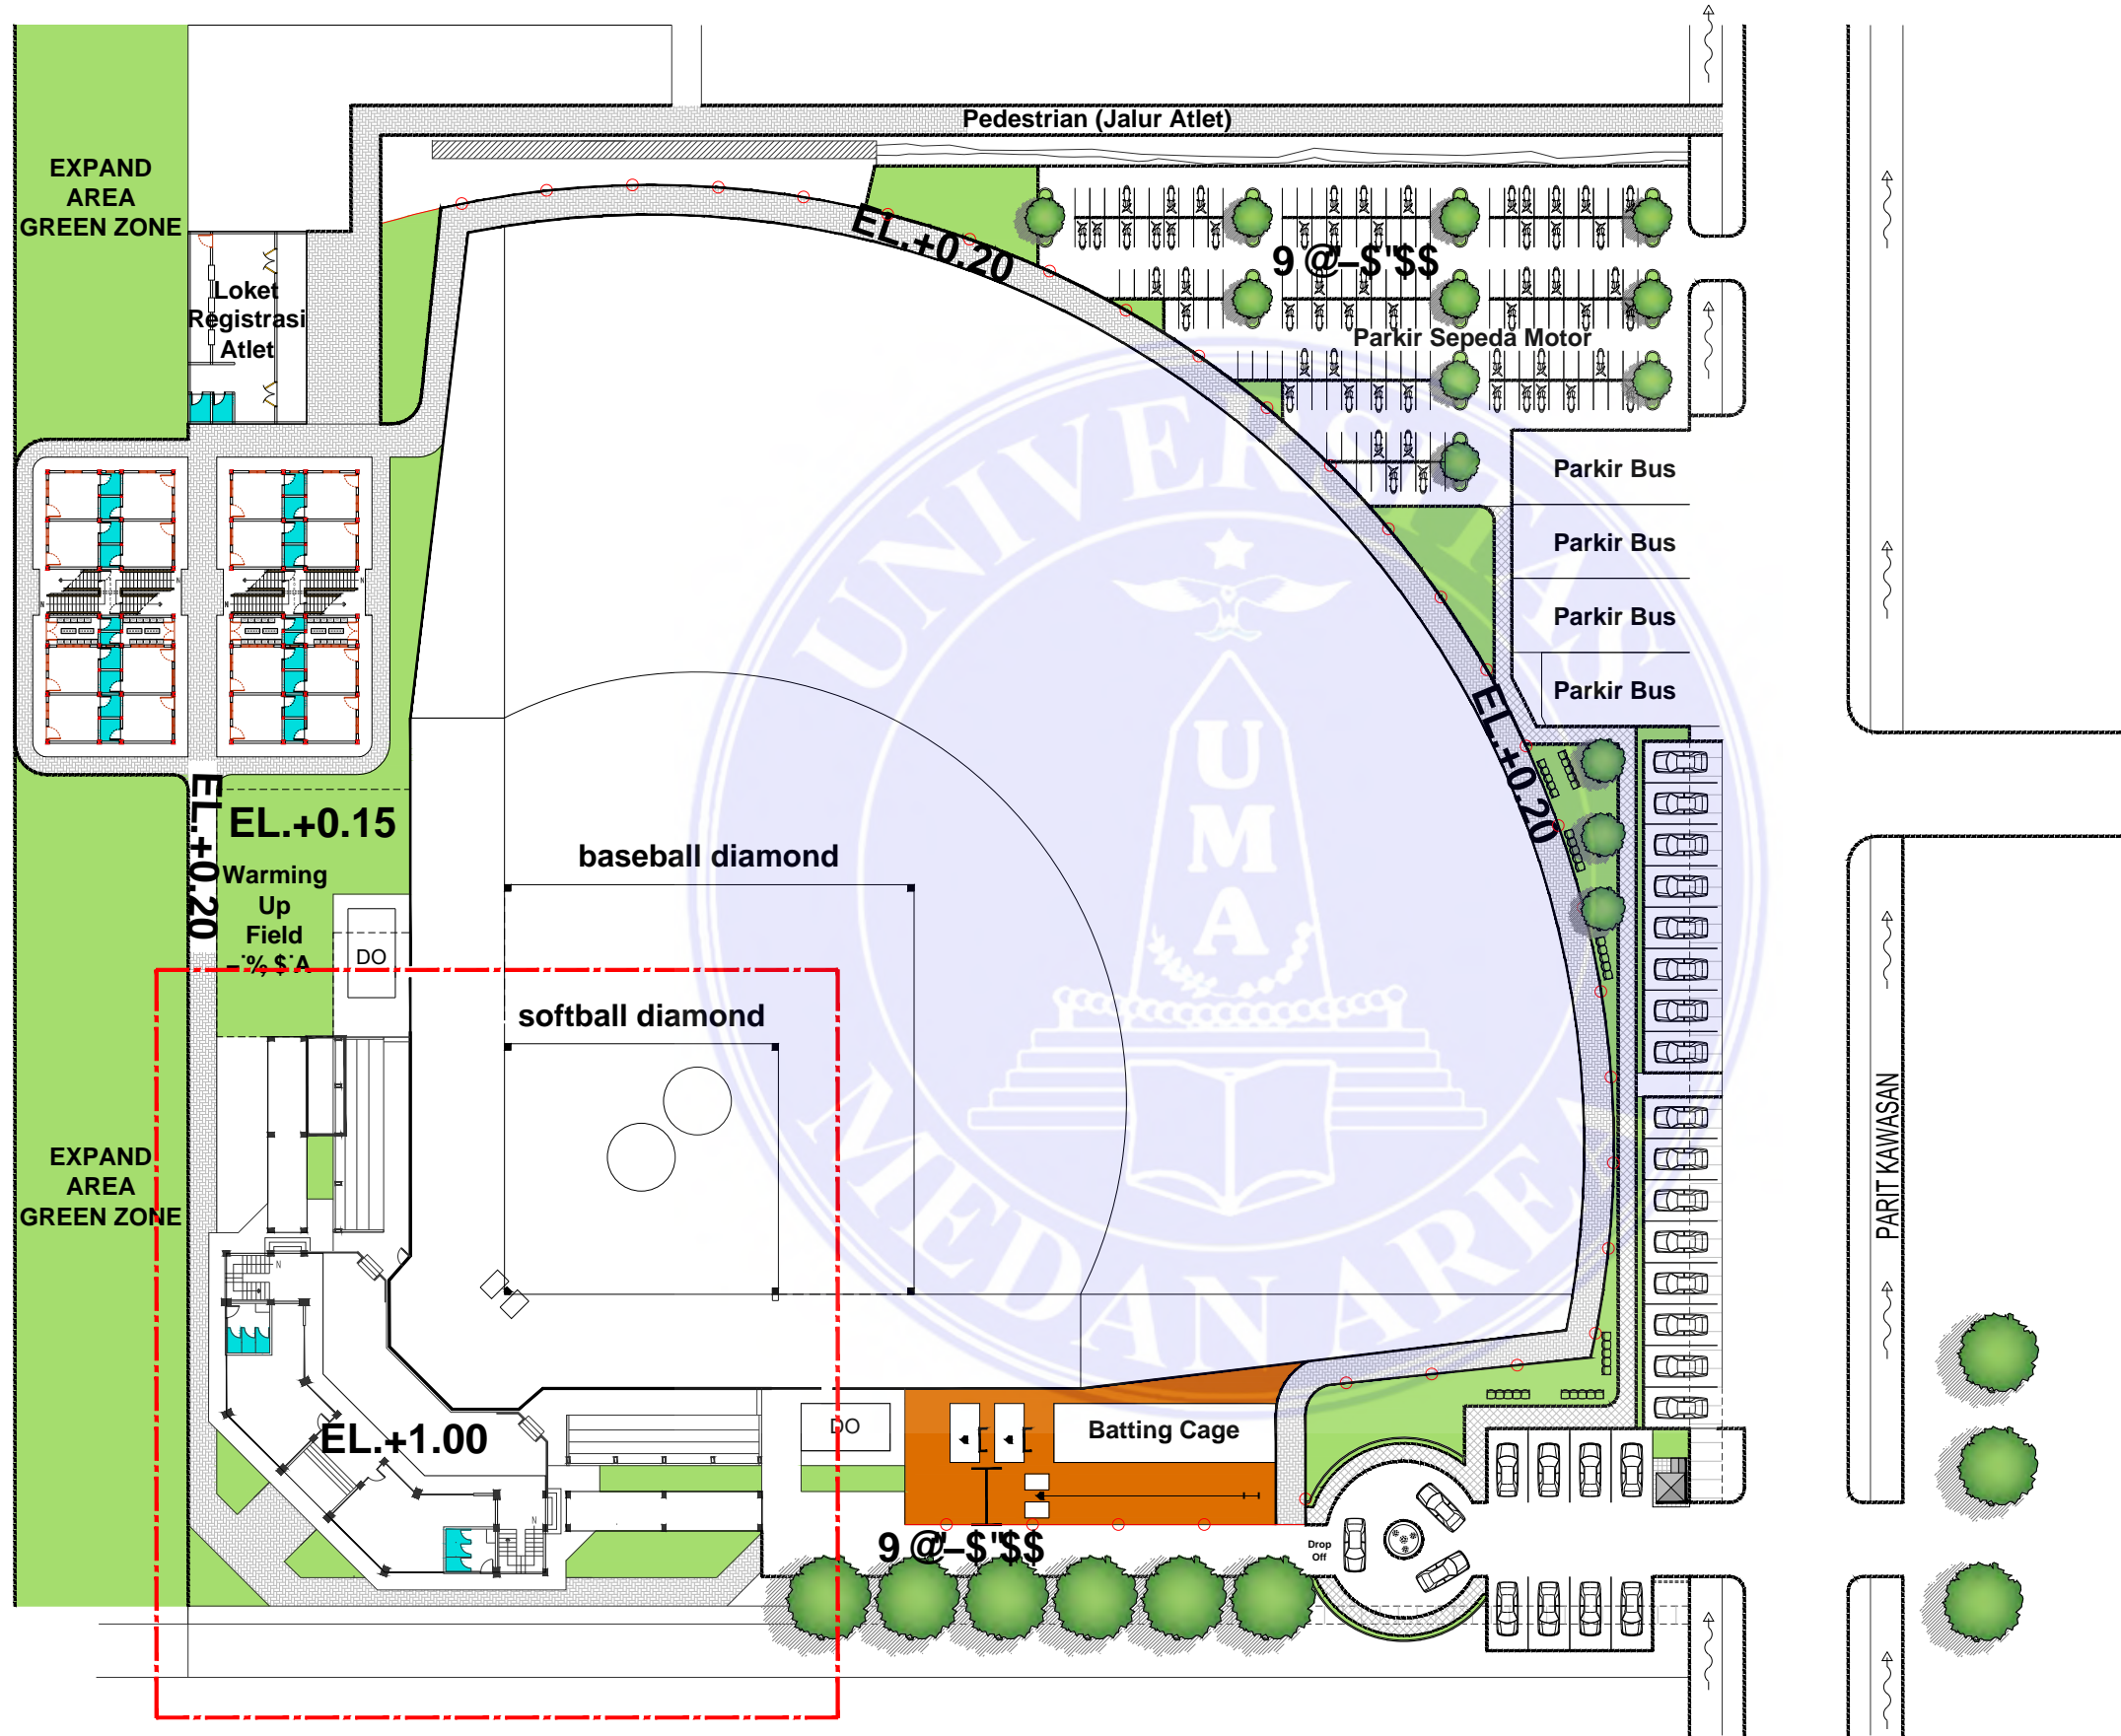 Pedestrian (Jalur Atlet)
EXPAND
AREA
GREEN ZONE
EL.+0.20
9 @'–$"$$
Loket
Registrasi
Atlet
Parkir Sepeda Motor
Parkir Bus
Parkir Bus
Parkir Bus
Parkir Bus
UNIVERSITAS
MEDAN AREA
U
M
A
EL.+0.20
EL.+0.20
EL.+0.15
Warming
Up
Field
baseball diamond
DO
softball diamond
EXPAND
AREA
GREEN ZONE
PARIT KAWASAN
N
N
N
N
N
EL.+1.00
DO
Batting Cage
N
9 @'–$"$$
Drop
Off